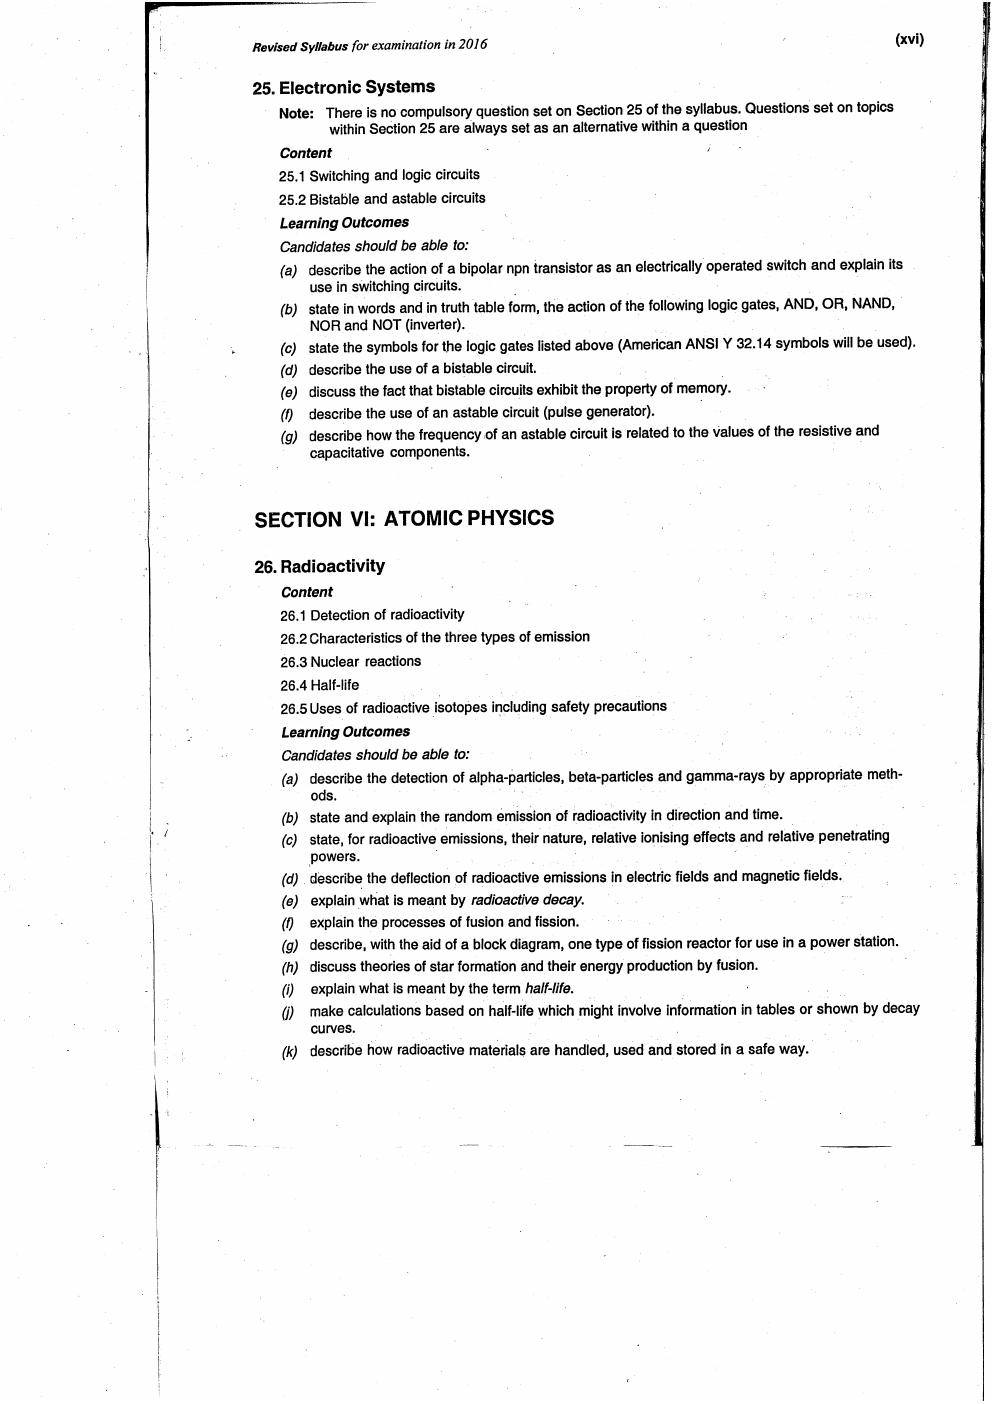 Revised Syllabus for examination in 2016
(xvi)
25. Electronic Systems
Note: There is no compulsory question set on Section 25 of the syllabus. Questions set on topics
within Section 25 are always set as an alternative within a question
Content
25.1 Switching and logic circuits
25.2 Bistable and astable circuits
Learning Outcomes
Candidates should be able to:
(a) describe the action of a bipolar npn transistor as an electrically operated switch and explain its
use in switching circuits.
(b) state in words and in truth table form, the action of the following logic gates, AND, OR, NAND,
NOR and NOT (inverter).
(c) state the symbols for the logic gates listed above (American ANSI Y 32.14 symbols will be used).
(d) describe the use of a bistable circuit.
(e) discuss the fact that bistable circuits exhibit the property of memory.
(f) describe the use of an astable circuit (pulse generator).
(g) describe how the frequency of an astable circuit is related to the values of the resistive and
capacitative components.
SECTION VI: ATOMIC PHYSICS
26. Radioactivity
Content
26.1 Detection of radioactivity
26.2 Characteristics of the three types of emission
26.3 Nuclear reactions
26.4 Half-life
26.5 Uses of radioactive isotopes including safety precautions
Learning Outcomes
Candidates should be able to:
(a) describe the detection of alpha-particles, beta-particles and gamma-rays by appropriate meth-
ods.
(b) state and explain the random emission of radioactivity in direction and time.
(c) state, for radioactive emissions, their nature, relative ionising effects and relative penetrating
powers.
(d) describe the deflection of radioactive emissions in electric fields and magnetic fields.
(e) explain what is meant by radioactive decay.
(f) explain the processes of fusion and fission.
(g) describe, with the aid of a block diagram, one type of fission reactor for use in a power station.
(h) discuss theories of star formation and their energy production by fusion.
(i) explain what is meant by the term half-life.
(j) make calculations based on half-life which might involve information in tables or shown by decay
curves.
(k) describe how radioactive materials are handled, used and stored in a safe way.